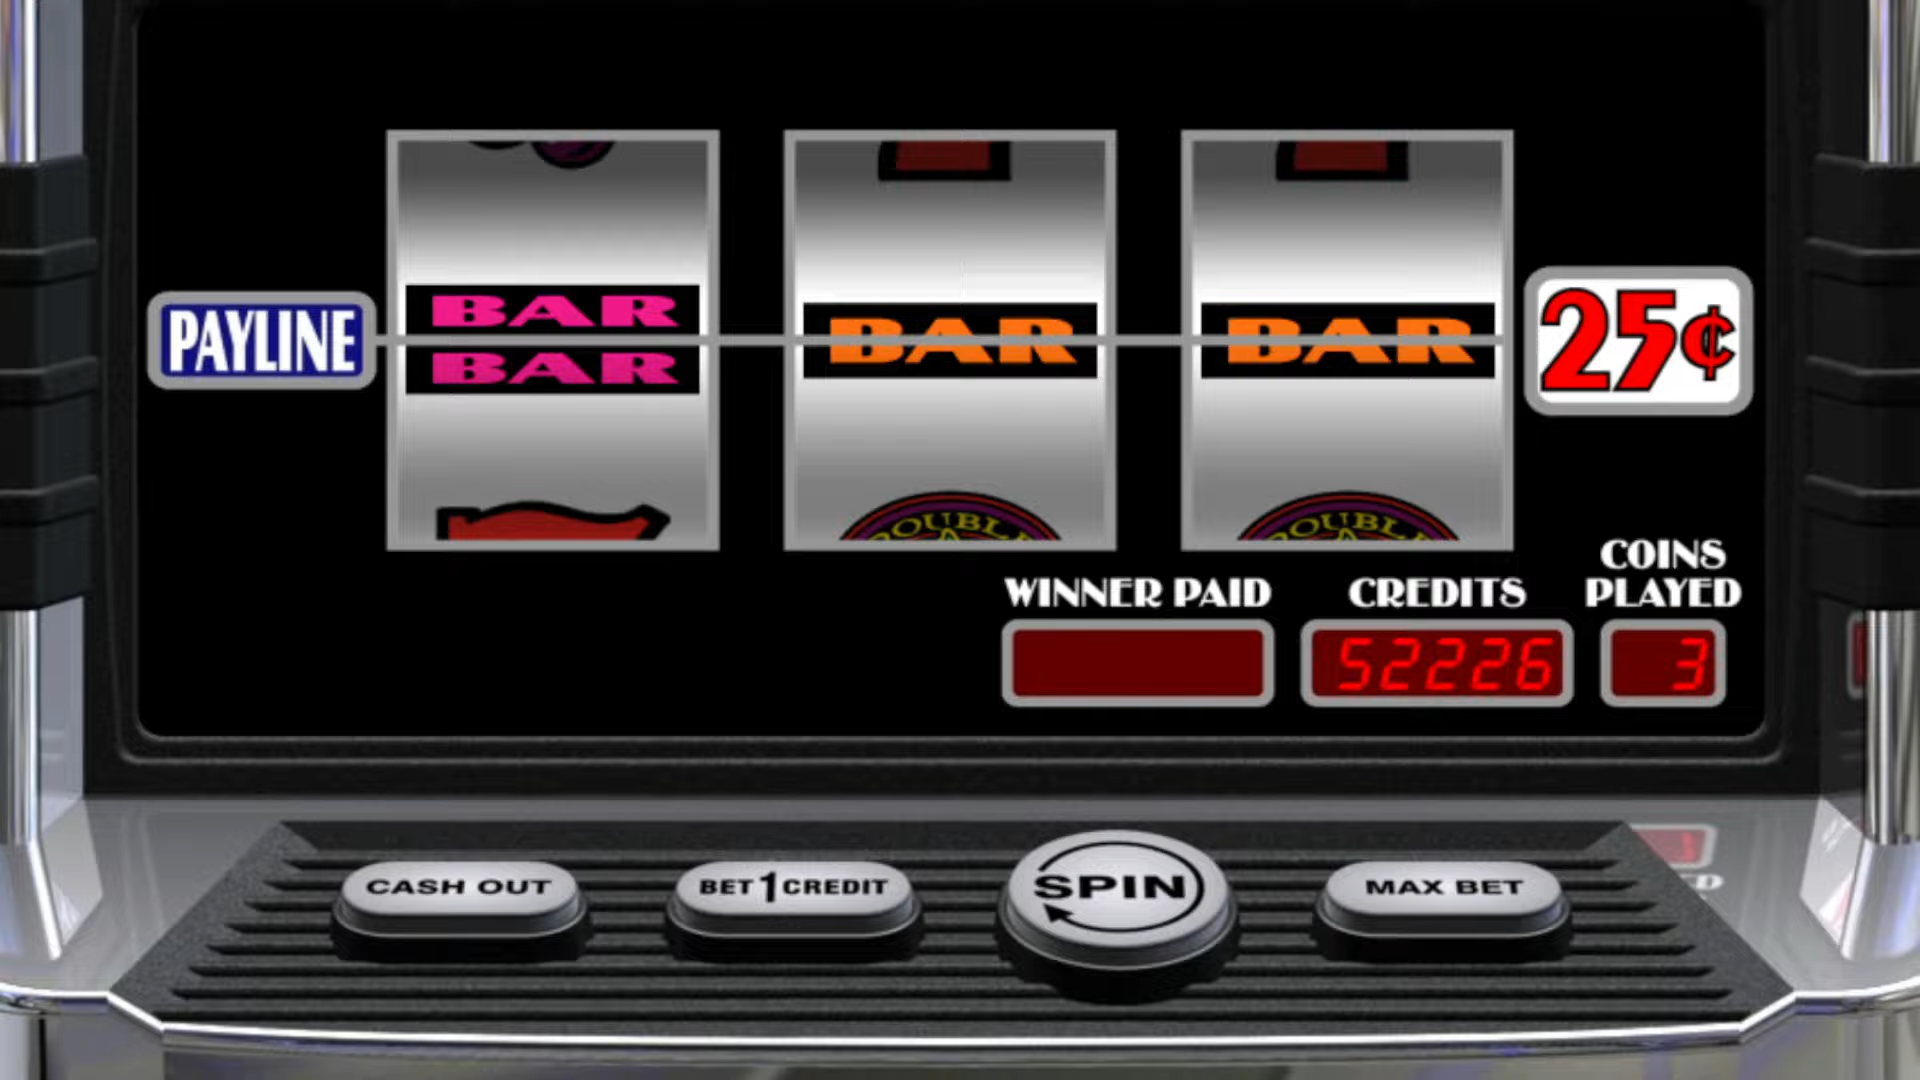 BAR
BAR
PAYLINE
BAR
BAR
25¢
WINNER PAID
CREDITS
COINS
PLAYED
52226
3
CASH OUT
BET 1 CREDIT
SPIN
MAX BET